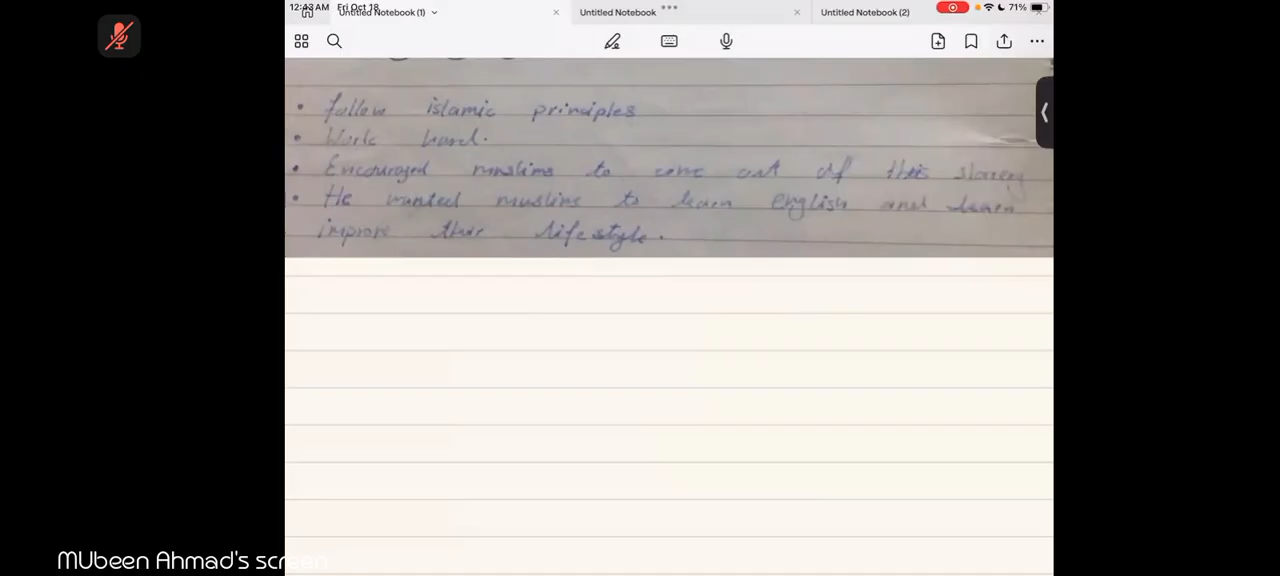 12:43 AM Fri Oct 18
71%
Untitled Notebook (1)
Untitled Notebook
Untitled Notebook (2)
• follow islamic principles
• Work hard.
• Encouraged muslims to come out of this slavery
• He wanted muslims to learn english and learn
improve their lifestyle.
MUbeen Ahmad's screen